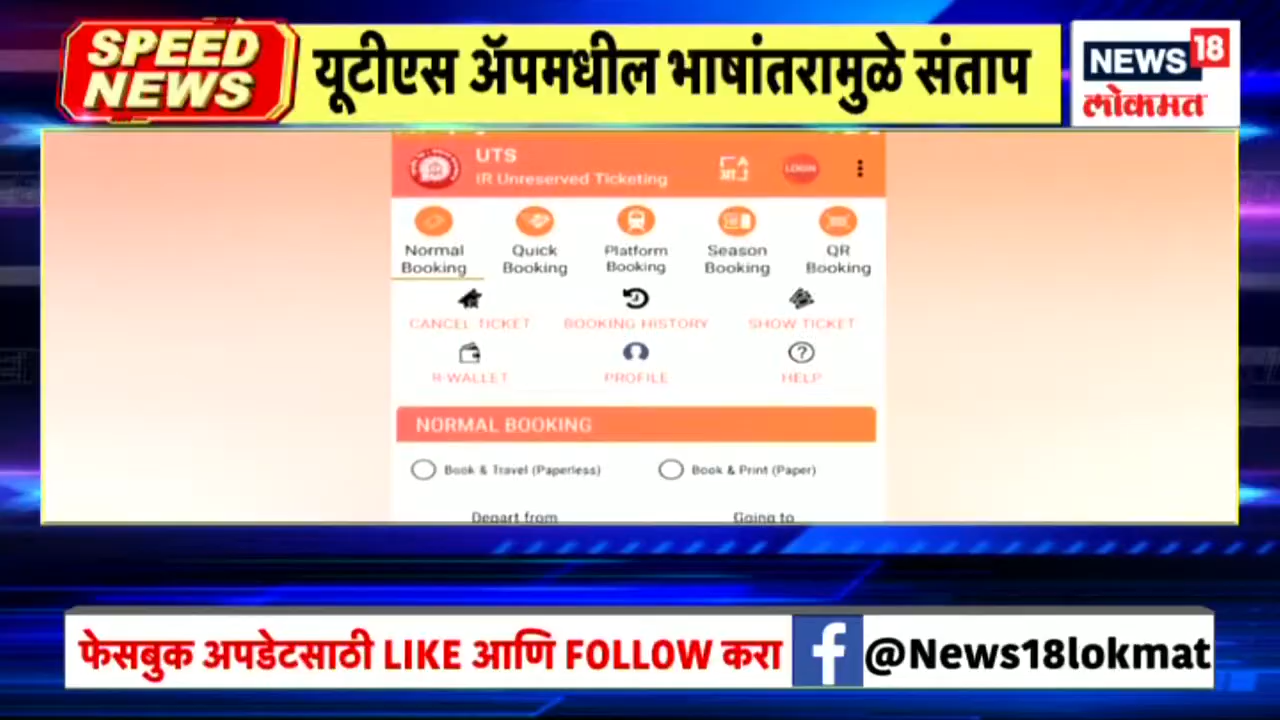 SPEED
NEWS
यूटीएस ॲपमधील भाषांतरामुळे संताप
NEWS 18
लोकमत
UTS
IR Unreserved Ticketing
LOGIN
Normal Booking
Quick Booking
Platform Booking
Season Booking
QR Booking
CANCEL TICKET
BOOKING HISTORY
SHOW TICKET
R-WALLET
PROFILE
HELP
NORMAL BOOKING
Book & Travel (Paperless)
Book & Print (Paper)
Depart from
Going to
फेसबुक अपडेटसाठी LIKE आणि FOLLOW करा
f @News18lokmat